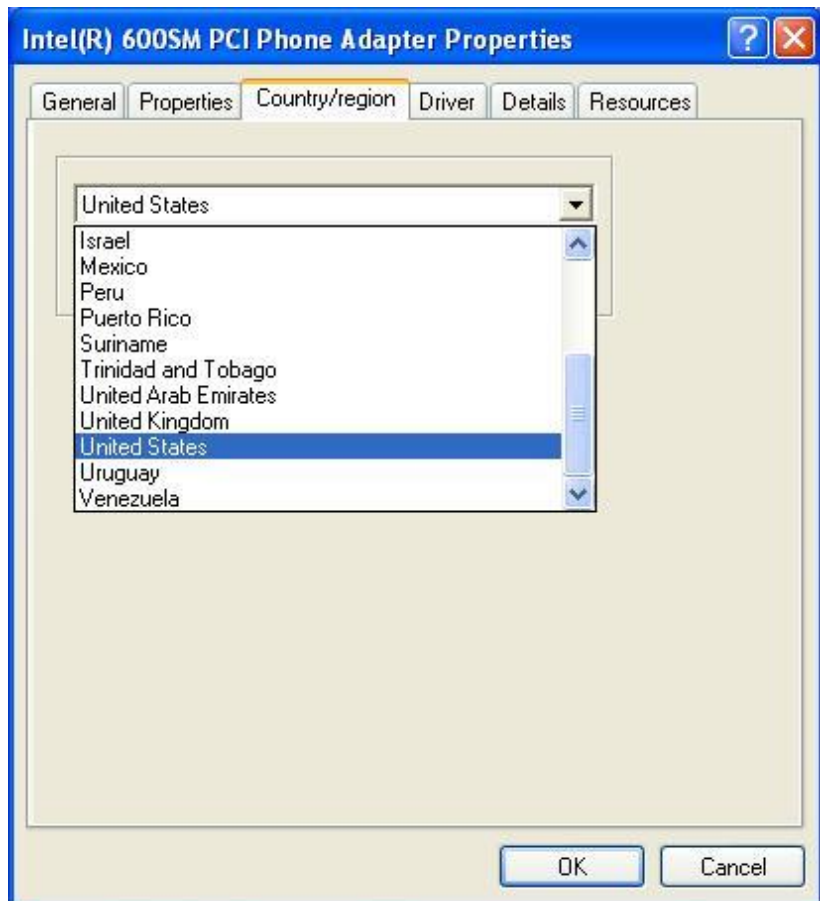 Intel(R) 600SM PCI Phone Adapter Properties
General Properties Country/region Driver Details Resources
United States
Israel
Mexico
Peru
Puerto Rico
Suriname
Trinidad and Tobago
United Arab Emirates
United Kingdom
United States
Uruguay
Venezuela
OK Cancel